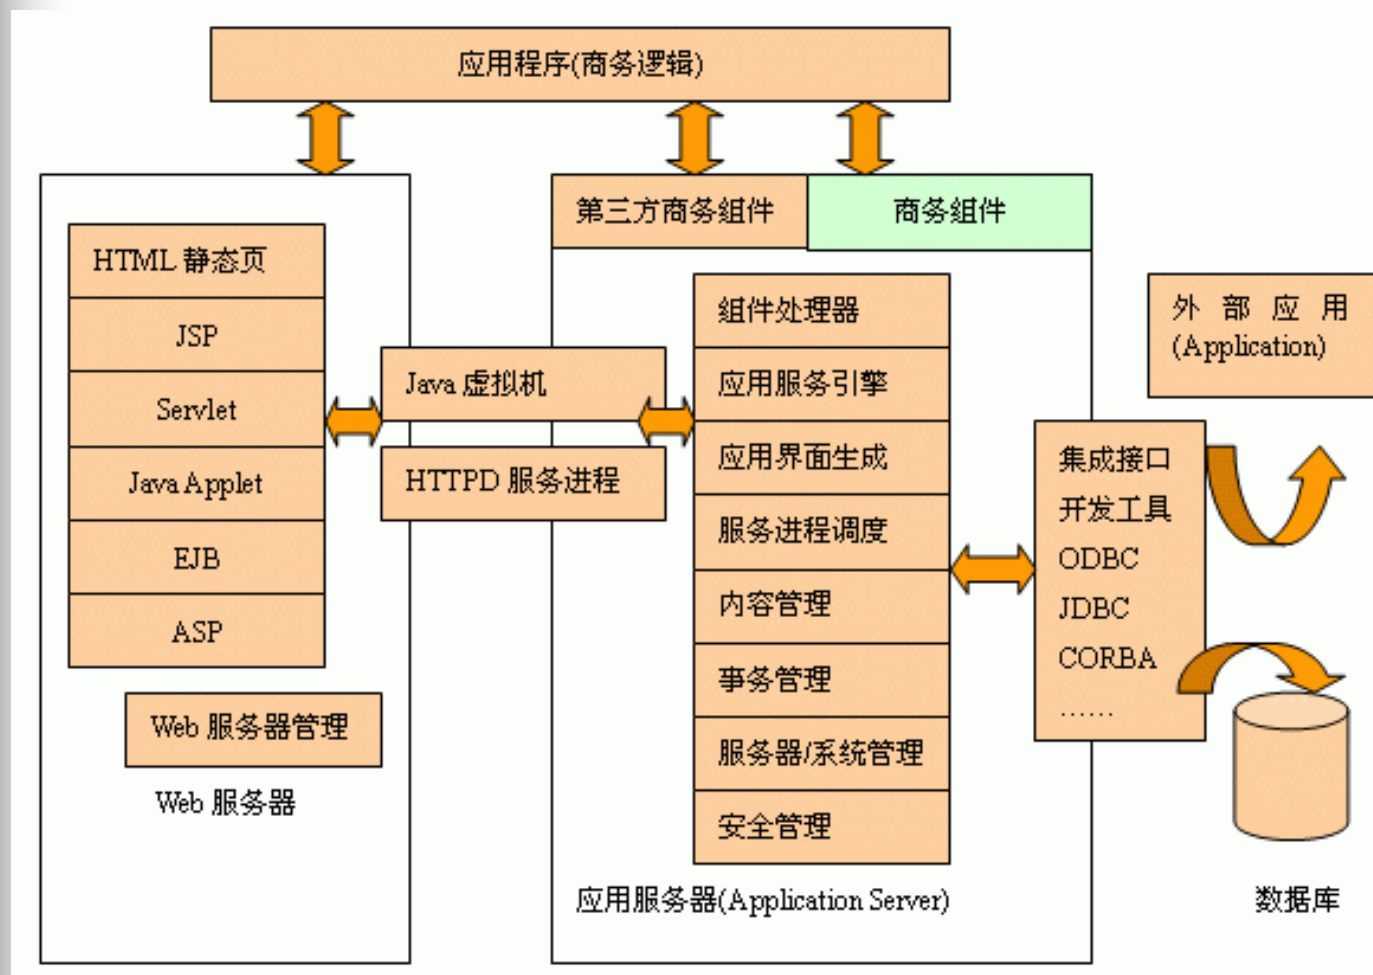 应用程序(商务逻辑)
第三方商务组件
商务组件
HTML 静态页
JSP
Servlet
Java Applet
EJB
ASP
Web 服务器管理
Web 服务器
Java 虚拟机
HTTPD 服务进程
组件处理器
应用服务引擎
应用界面生成
服务进程调度
内容管理
事务管理
服务器/系统管理
安全管理
应用服务器(Application Server)
集成接口
开发工具
ODBC
JDBC
CORBA
……
外部应用
(Application)
数据库